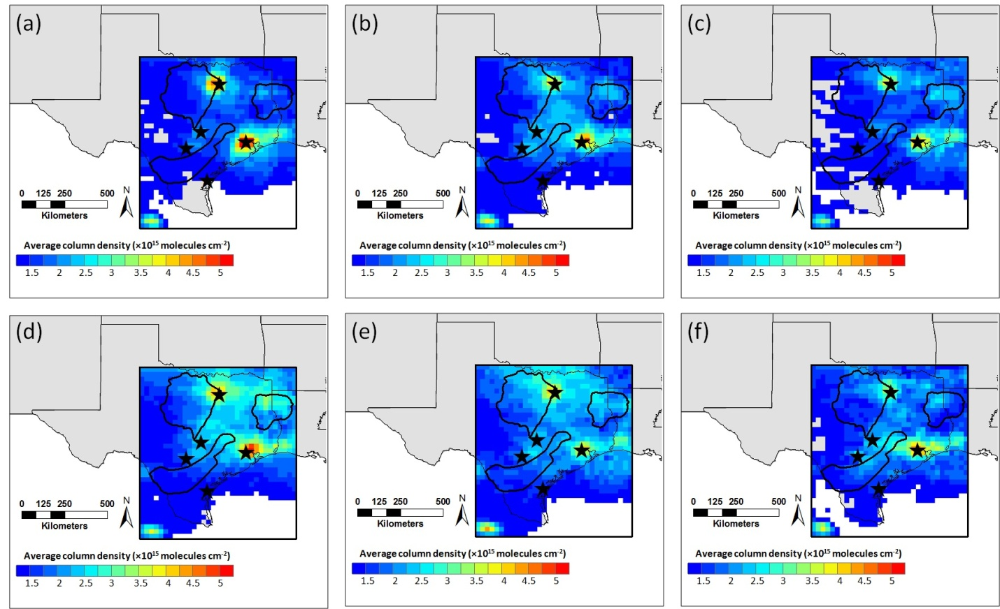 (a)
0 125 250 500
Kilometers
N
Average column density (×10¹⁵ molecules cm⁻²)
1.5 2 2.5 3 3.5 4 4.5 5
(b)
0 125 250 500
Kilometers
N
Average column density (×10¹⁵ molecules cm⁻²)
1.5 2 2.5 3 3.5 4 4.5 5
(c)
0 125 250 500
Kilometers
N
Average column density (×10¹⁵ molecules cm⁻²)
1.5 2 2.5 3 3.5 4 4.5 5
(d)
0 125 250 500
Kilometers
N
Average column density (×10¹⁵ molecules cm⁻²)
1.5 2 2.5 3 3.5 4 4.5 5
(e)
0 125 250 500
Kilometers
N
Average column density (×10¹⁵ molecules cm⁻²)
1.5 2 2.5 3 3.5 4 4.5 5
(f)
0 125 250 500
Kilometers
N
Average column density (×10¹⁵ molecules cm⁻²)
1.5 2 2.5 3 3.5 4 4.5 5